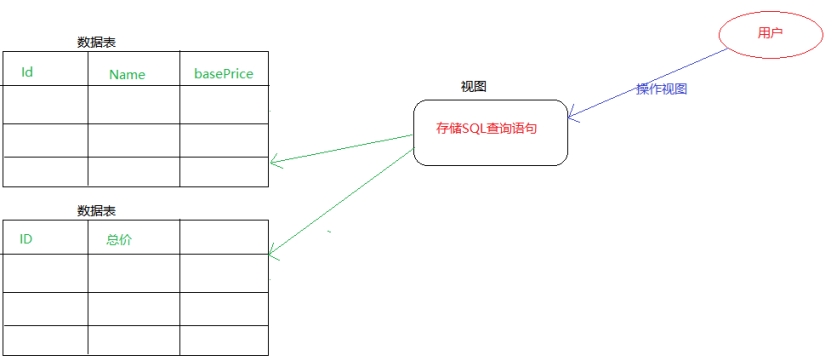 用户
数据表
Id Name basePrice
视图
操作视图
存储SQL查询语句
数据表
ID 总价